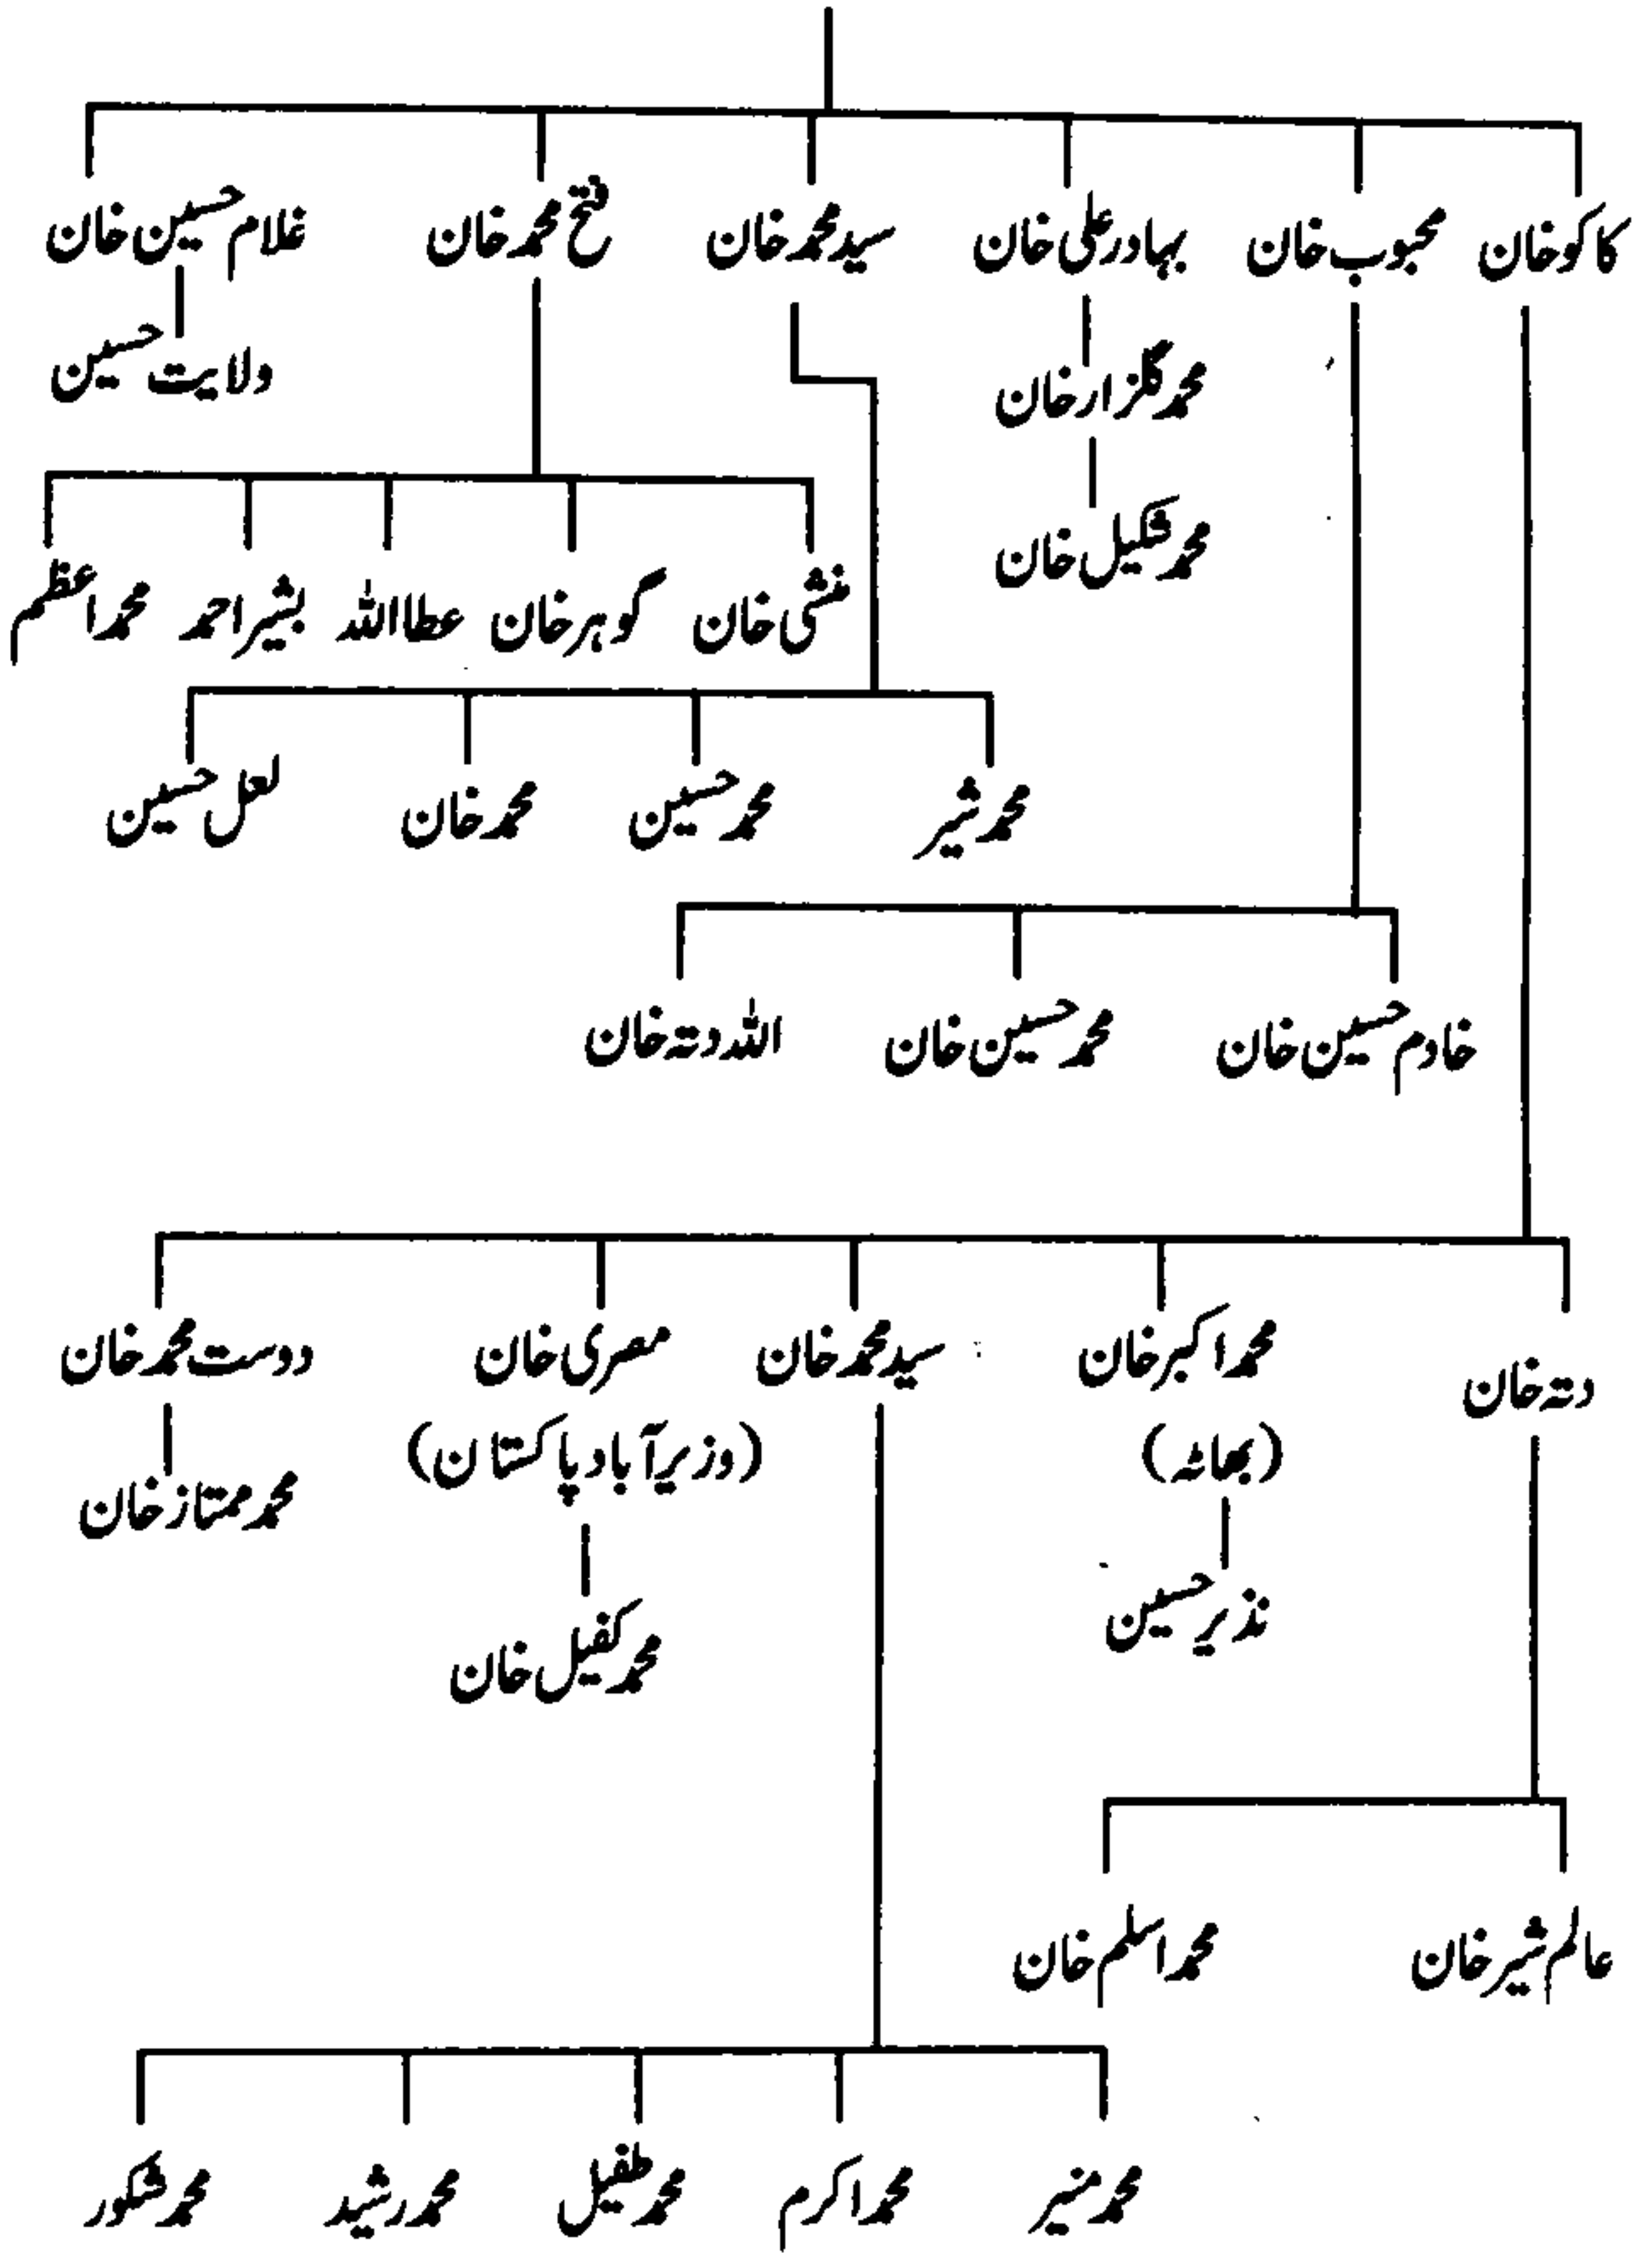 کاکو خان محبوب خان بہادر علی خان سید محمد خان فتح محمد خان غلام حسین خان
محمد گلزار خان ولایت حسین
محمد شکیل خان
منشی خان گوہر خان عطا اللہ بشیر احمد محمد اعظم
محمد شیر محمد حسین محمد خان لعل حسین
خادم حسین خان محمد حسین خان اللہ دتہ خان
دتہ خان محمد اکبر خان سید محمد خان مصری خان دوست محمد خان
(بھاٹہ) (وزیر آباد پاکستان)
محمد ممتاز خان
نذیر حسین محمد کفیل خان
عالم شیر خان محمد اسلم خان
محمد منیر محمد اکرم محمد طفیل محمد رشید محمد شکور